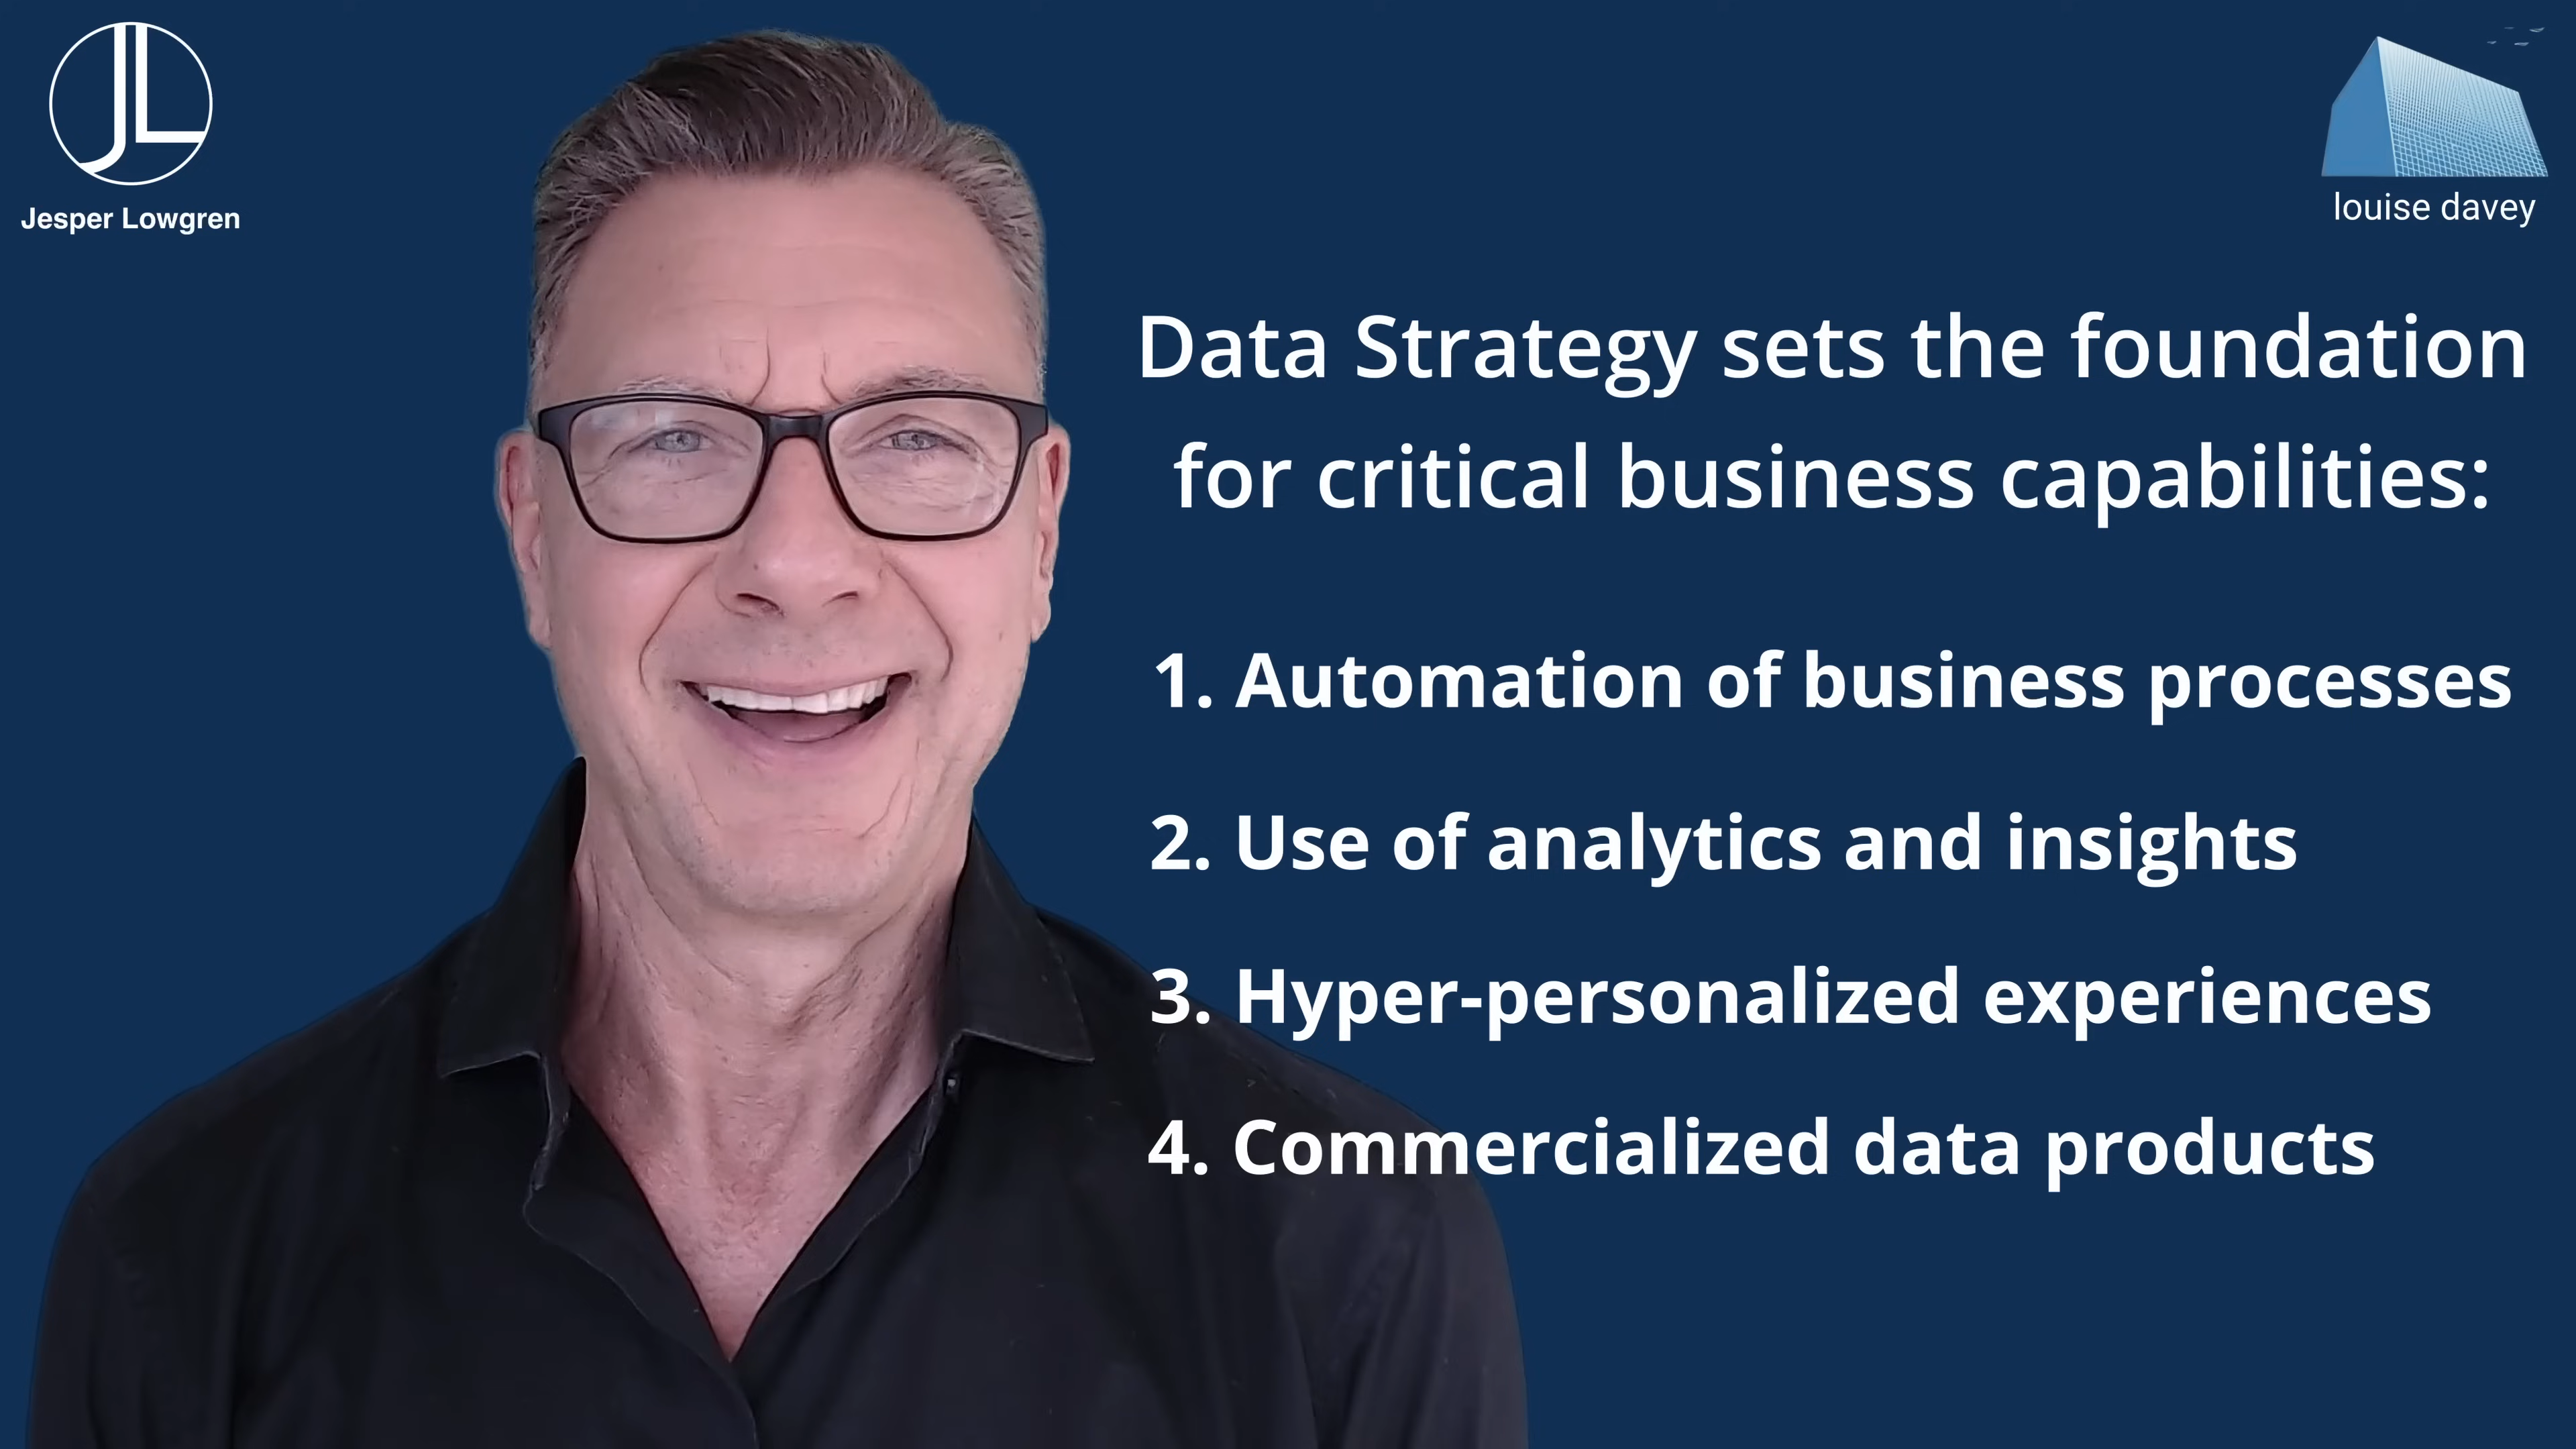 JL
Jesper Lowgren
louise davey
Data Strategy sets the foundation
for critical business capabilities:
1. Automation of business processes
2. Use of analytics and insights
3. Hyper-personalized experiences
4. Commercialized data products